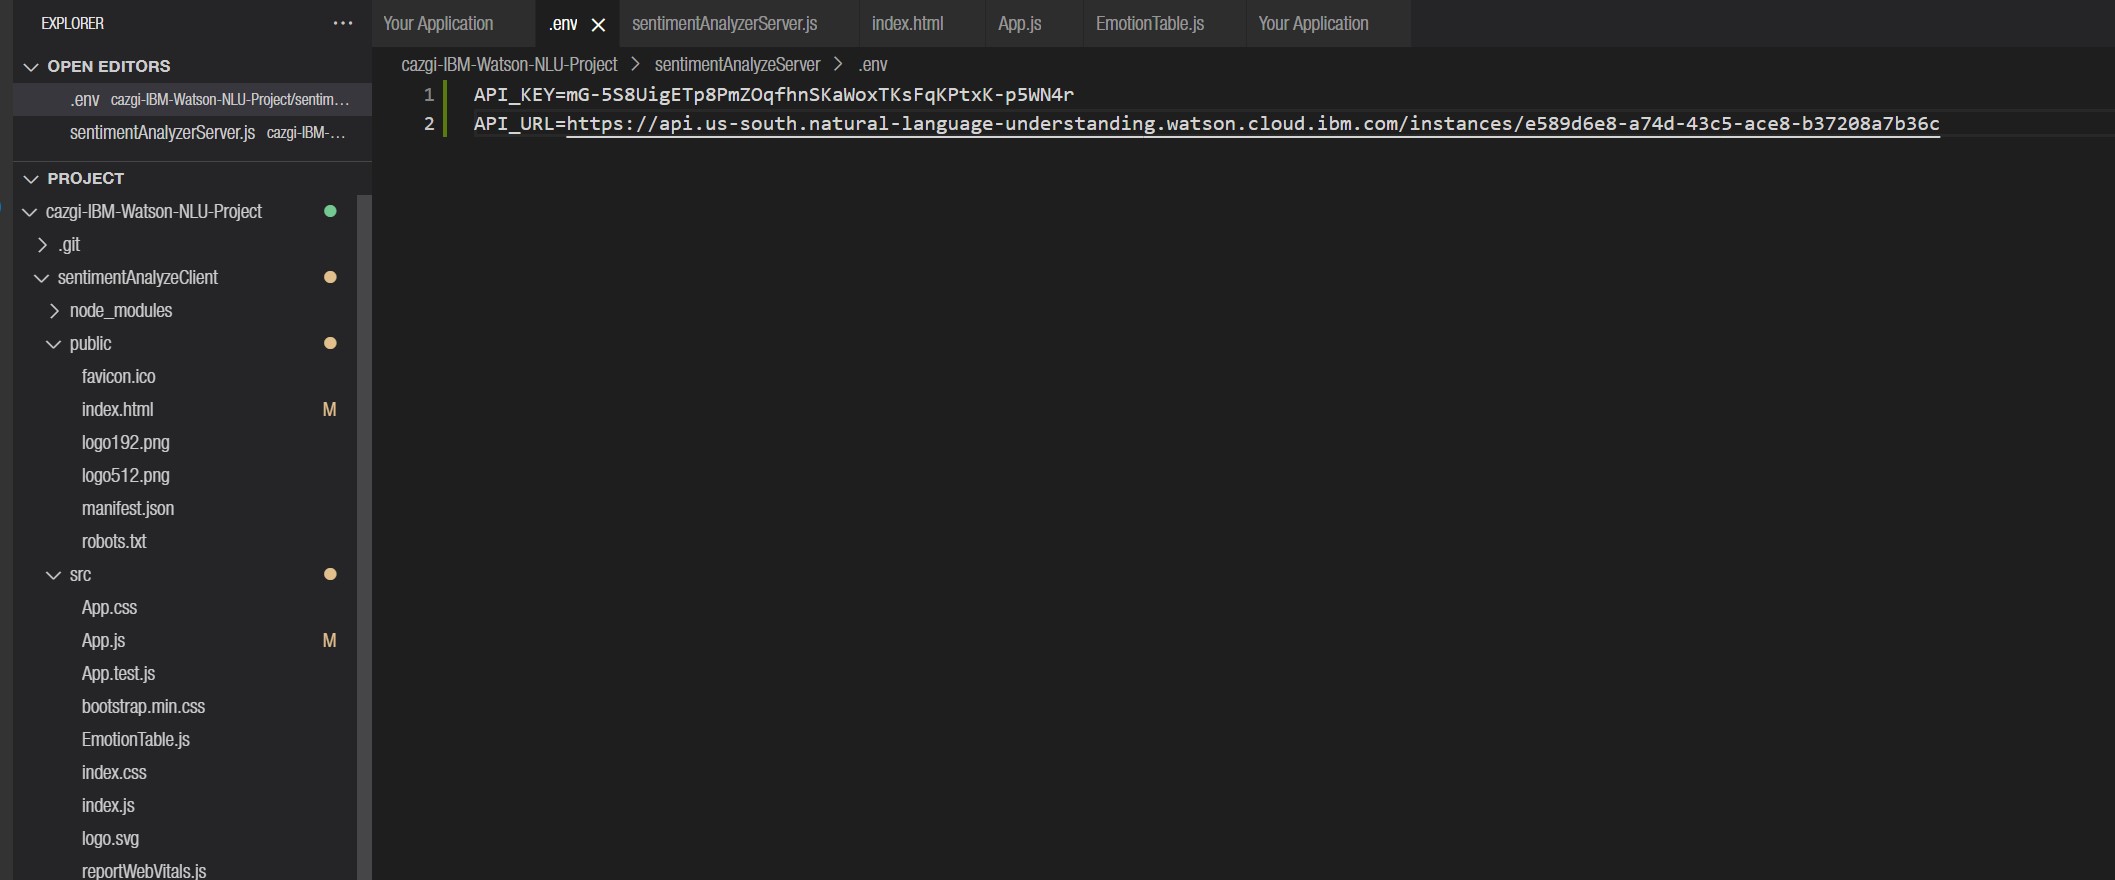 EXPLORER
OPEN EDITORS
.env cazgi-IBM-Watson-NLU-Project/sentim…
sentimentAnalyzerServer.js cazgi-IBM-…
PROJECT
cazgi-IBM-Watson-NLU-Project
.git
sentimentAnalyzeClient
node_modules
public
favicon.ico
index.html M
logo192.png
logo512.png
manifest.json
robots.txt
src
App.css
App.js M
App.test.js
bootstrap.min.css
EmotionTable.js
index.css
index.js
logo.svg
reportWebVitals.js
Your Application .env sentimentAnalyzerServer.js index.html App.js EmotionTable.js Your Application
cazgi-IBM-Watson-NLU-Project > sentimentAnalyzeServer > .env
1 API_KEY=mG-5S8UigETp8PmZOqfhnSKaWoxTKsFqKPtxK-p5WN4r
2 API_URL=https://api.us-south.natural-language-understanding.watson.cloud.ibm.com/instances/e589d6e8-a74d-43c5-ace8-b37208a7b36c